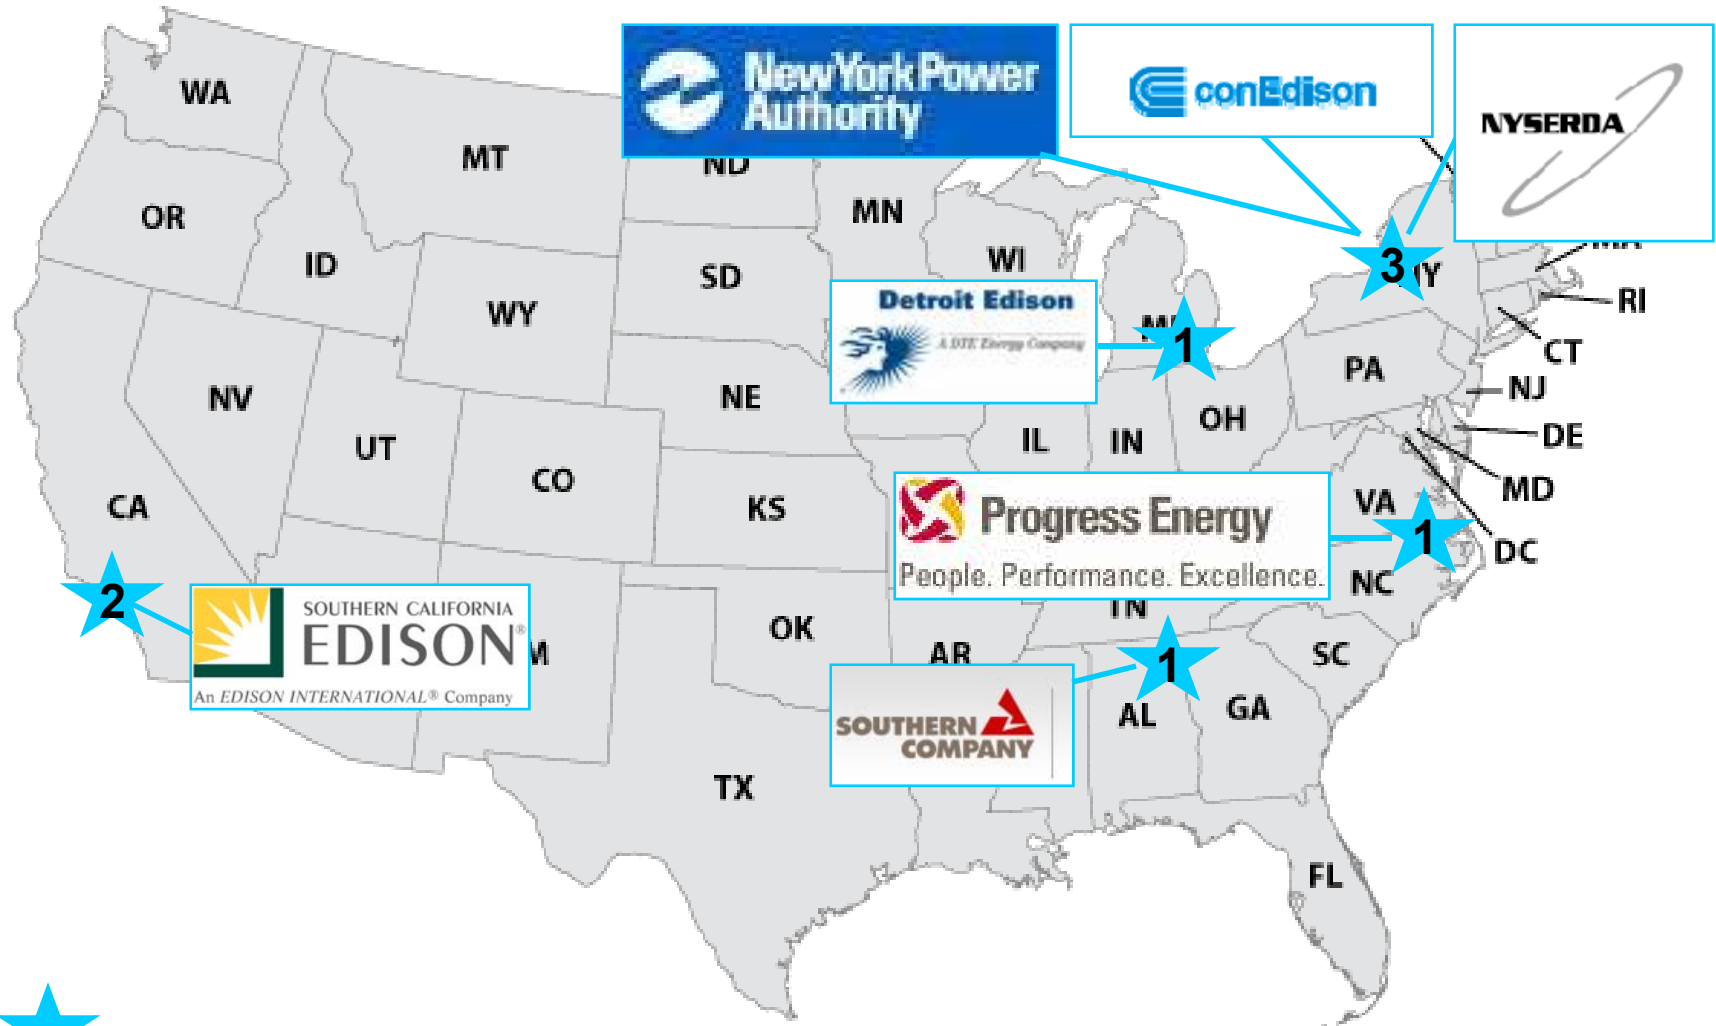 WA
NewYorkPower
Authority
conEdison
NYSERDA
MT
ND
OR
MN
ID
WI
3
SD
RI
Detroit Edison
A DTE Energy Company
WY
1
CT
PA
NV
NE
NJ
OH
DE
UT
IL
IN
CO
MD
CA
KS
Progress Energy
People. Performance. Excellence.
VA
1
DC
NC
2
SOUTHERN CALIFORNIA
EDISON®
An EDISON INTERNATIONAL® Company
OK
TN
AR
1
SC
SOUTHERN
COMPANY
AL
GA
TX
FL